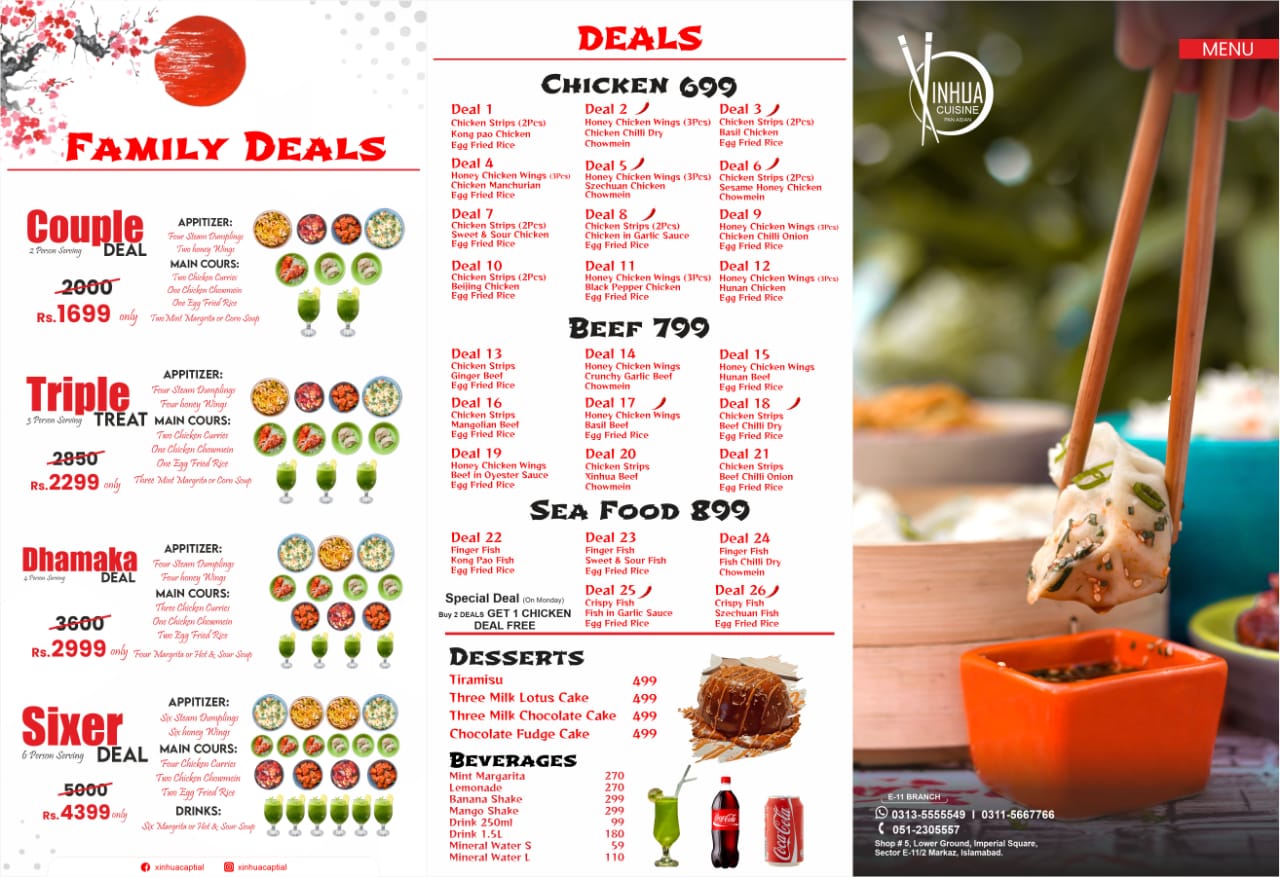 FAMILY DEALS
Couple
2 Person Serving DEAL
2000
Rs.1699 only
APPITIZER:
Four Steam Dumplings
Two honey Wings
MAIN COURS:
Two Chicken Curries
One Chicken Chowmein
One Egg Fried Rice
Two Mint Margrita or Corn Soup
Triple
3 Person Serving TREAT
2850
Rs.2299 only
APPITIZER:
Four Steam Dumplings
Four honey Wings
MAIN COURS:
Two Chicken Curries
One Chicken Chowmein
One Egg Fried Rice
Three Mint Margrita or Corn Soup
Dhamaka
4 Person Serving DEAL
3600
Rs.2999 only
APPITIZER:
Four Steam Dumplings
Four honey Wings
MAIN COURS:
Three Chicken Curries
One Chicken Chowmein
Two Egg Fried Rice
Four Margrita or Hot & Sour Soup
Sixer
6 Person Serving DEAL
5000
Rs.4399 only
APPITIZER:
Six Steam Dumplings
Six honey Wings
MAIN COURS:
Four Chicken Curries
Two Chicken Chowmein
Two Egg Fried Rice
DRINKS:
Six Margrita or Hot & Sour Soup
xinhuacaptial xinhuacaptial
DEALS
CHICKEN 699
Deal 1
Chicken Strips (2Pcs)
Kong pao Chicken
Egg Fried Rice
Deal 2
Honey Chicken Wings (3Pcs)
Chicken Chilli Dry
Chowmein
Deal 3
Chicken Strips (2Pcs)
Basil Chicken
Egg Fried Rice
Deal 4
Honey Chicken Wings (3Pcs)
Chicken Manchurian
Egg Fried Rice
Deal 5
Honey Chicken Wings (3Pcs)
Szechuan Chicken
Chowmein
Deal 6
Chicken Strips (2Pcs)
Sesame Honey Chicken
Chowmein
Deal 7
Chicken Strips (2Pcs)
Sweet & Sour Chicken
Egg Fried Rice
Deal 8
Chicken Strips (2Pcs)
Chicken in Garlic Sauce
Egg Fried Rice
Deal 9
Honey Chicken Wings (3Pcs)
Chicken Chilli Onion
Egg Fried Rice
Deal 10
Chicken Strips (2Pcs)
Beijing Chicken
Egg Fried Rice
Deal 11
Honey Chicken Wings (3Pcs)
Black Pepper Chicken
Egg Fried Rice
Deal 12
Honey Chicken Wings (3Pcs)
Hunan Chicken
Egg Fried Rice
BEEF 799
Deal 13
Chicken Strips
Ginger Beef
Egg Fried Rice
Deal 14
Honey Chicken Wings
Crunchy Garlic Beef
Chowmein
Deal 15
Honey Chicken Wings
Hunan Beef
Egg Fried Rice
Deal 16
Chicken Strips
Mangolian Beef
Egg Fried Rice
Deal 17
Honey Chicken Wings
Basil Beef
Egg Fried Rice
Deal 18
Chicken Strips
Beef Chilli Dry
Egg Fried Rice
Deal 19
Honey Chicken Wings
Beef in Oyester Sauce
Egg Fried Rice
Deal 20
Chicken Strips
Xinhua Beef
Chowmein
Deal 21
Chicken Strips
Beef Chilli Onion
Egg Fried Rice
SEA FOOD 899
Deal 22
Finger Fish
Kong Pao Fish
Egg Fried Rice
Deal 23
Finger Fish
Sweet & Sour Fish
Egg Fried Rice
Deal 24
Finger Fish
Fish Chilli Dry
Chowmein
Special Deal (On Monday)
Buy 2 DEALS GET 1 CHICKEN
DEAL FREE
Deal 25
Crispy Fish
Fish in Garlic Sauce
Egg Fried Rice
Deal 26
Crispy Fish
Szechuan Fish
Egg Fried Rice
DESSERTS
Tiramisu 499
Three Milk Lotus Cake 499
Three Milk Chocolate Cake 499
Chocolate Fudge Cake 499
BEVERAGES
Mint Margarita 270
Lemonade 270
Banana Shake 299
Mango Shake 299
Drink 250ml 99
Drink 1.5L 180
Mineral Water S 59
Mineral Water L 110
Coca-Cola
Coca-Cola
MENU
XINHUA
CUISINE
PAN ASIAN
E-11 BRANCH
0313-5555549 I 0311-5667766
051-2305557
Shop # 5, Lower Ground, Imperial Square,
Sector E-11/2 Markaz, Islamabad.